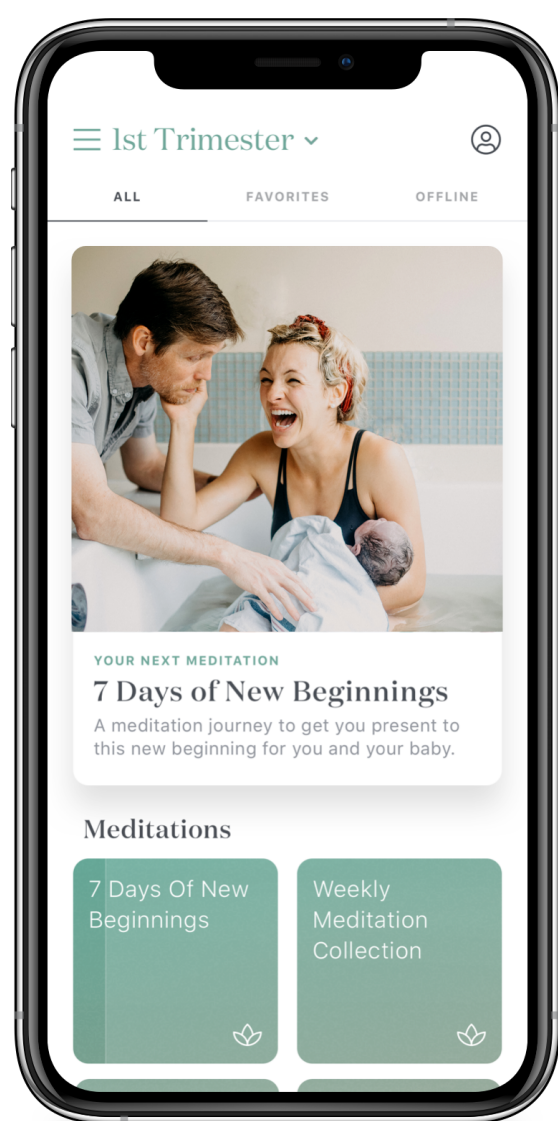 1st Trimester
ALL FAVORITES OFFLINE
YOUR NEXT MEDITATION
7 Days of New Beginnings
A meditation journey to get you present to
this new beginning for you and your baby.
Meditations
7 Days Of New
Beginnings
Weekly
Meditation
Collection